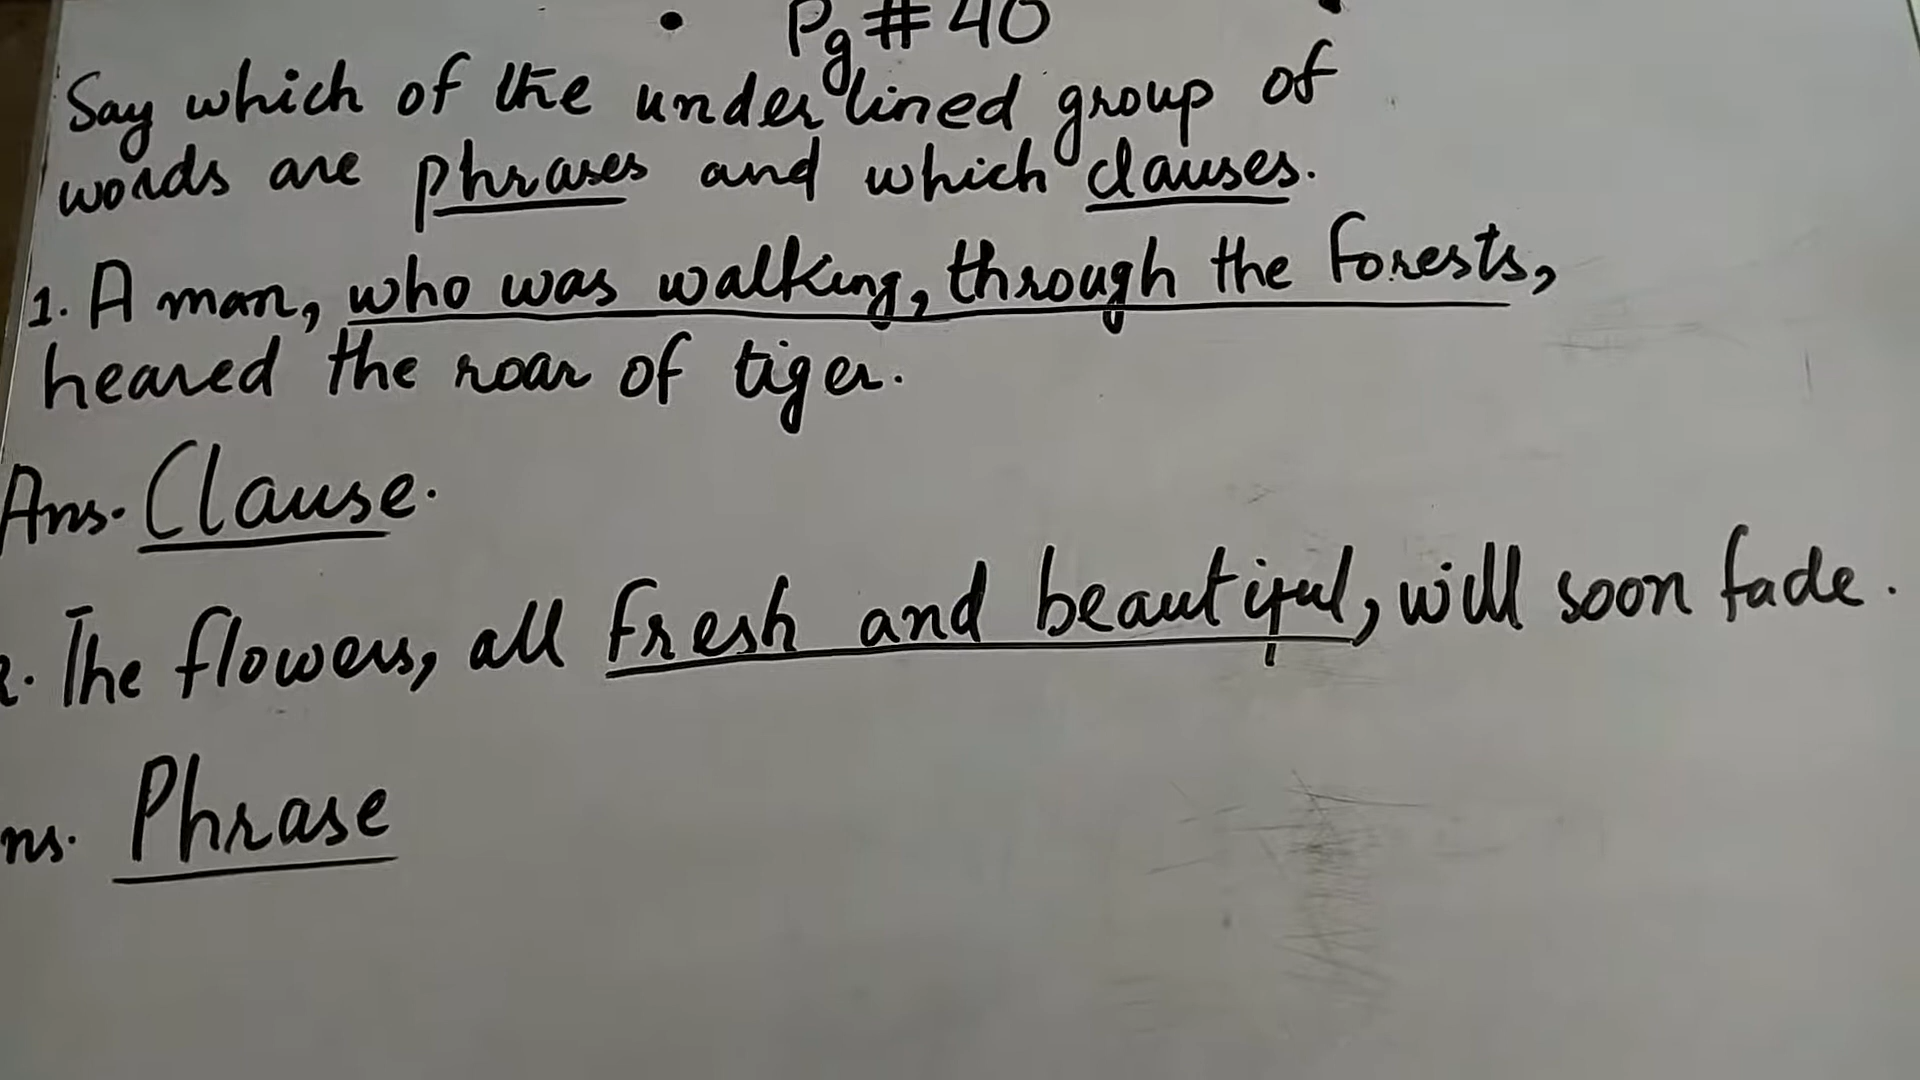 • Pg # 40
Say which of the underlined group of
words are phrases and which clauses.
1. A man, who was walking, through the forests,
heared the roar of tiger.
Ans. Clause.
2. The flowers, all fresh and beautiful, will soon fade.
ns. Phrase